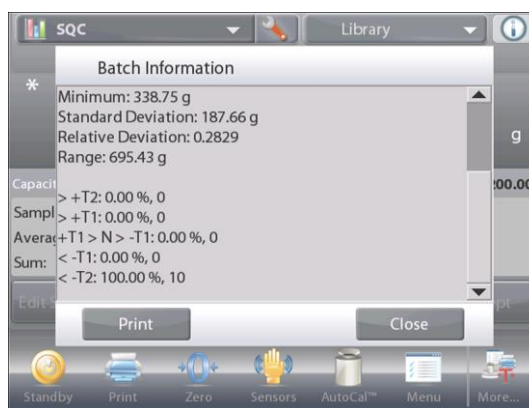 SQC
Library
Batch Information
*
Minimum: 338.75 g
Standard Deviation: 187.66 g
Relative Deviation: 0.2829
Range: 695.43 g
g
> +T2: 0.00 %, 0
> +T1: 0.00 %, 0
+T1 > N > -T1: 0.00 %, 0
< -T1: 0.00 %, 0
< -T2: 100.00 %, 10
Sum:
Print
Close
Standby
Print
Zero
Sensors
AutoCal™
Menu
More...